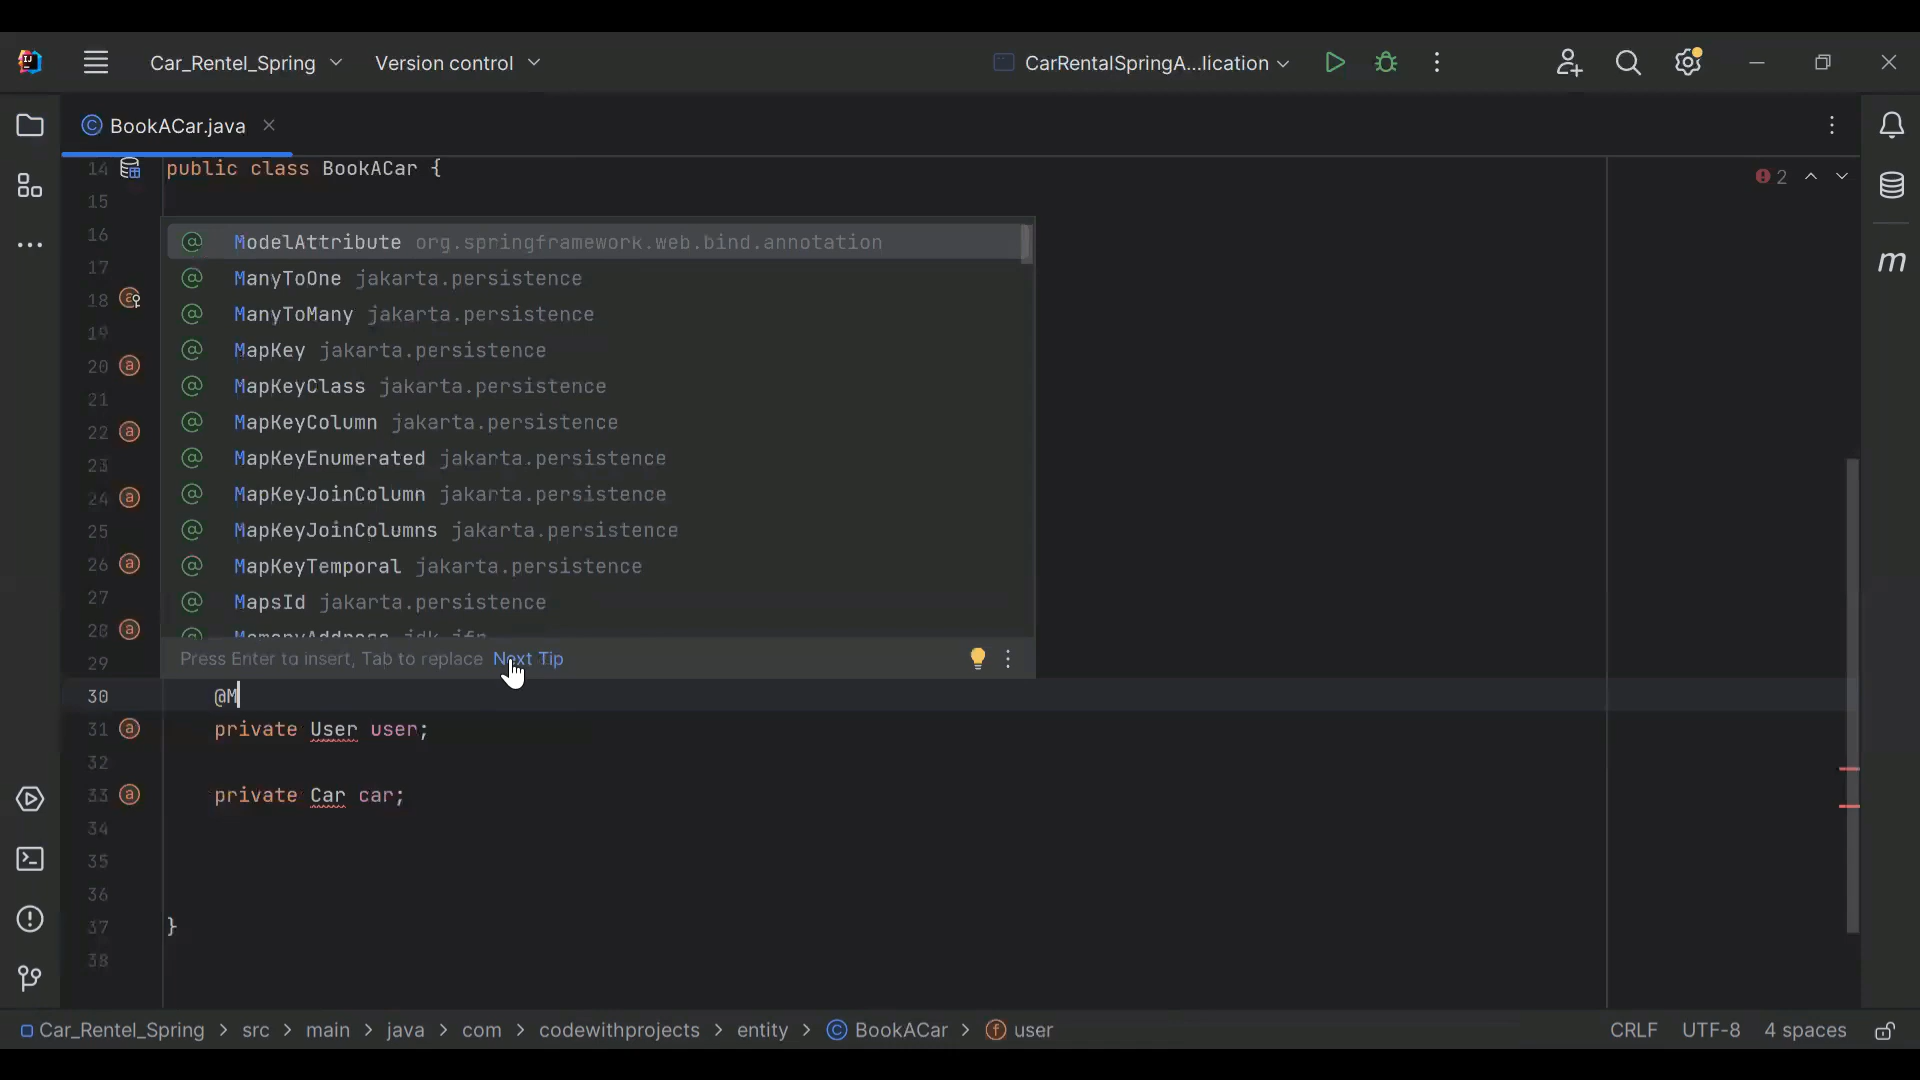 Car_Rentel_Spring
Version control
CarRentalSpringA...lication
BookACar.java
14 public class BookACar {
2
15
16
17
18
19
20
21
22
23
24
25
26
27
28
29
ModelAttribute org.springframework.web.bind.annotation
ManyToOne jakarta.persistence
ManyToMany jakarta.persistence
MapKey jakarta.persistence
MapKeyClass jakarta.persistence
MapKeyColumn jakarta.persistence
MapKeyEnumerated jakarta.persistence
MapKeyJoinColumn jakarta.persistence
MapKeyJoinColumns jakarta.persistence
MapKeyTemporal jakarta.persistence
MapsId jakarta.persistence
MemoryAddress jdk.jfr
Press Enter to insert, Tab to replace Next Tip
30 @M
31 private User user;
32
33 private Car car;
34
35
36
37 }
38
Car_Rentel_Spring > src > main > java > com > codewithprojects > entity > BookACar > user
CRLF UTF-8 4 spaces